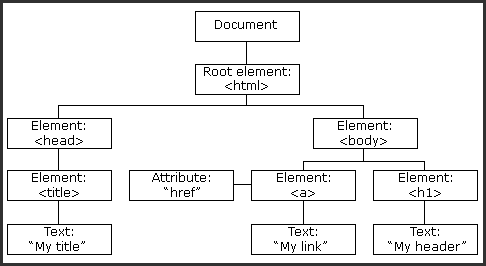 Document
Root element:
<html>
Element:
<head>
Element:
<body>
Element:
<title>
Attribute:
“href”
Element:
<a>
Element:
<h1>
Text:
“My title”
Text:
“My link”
Text:
“My header”